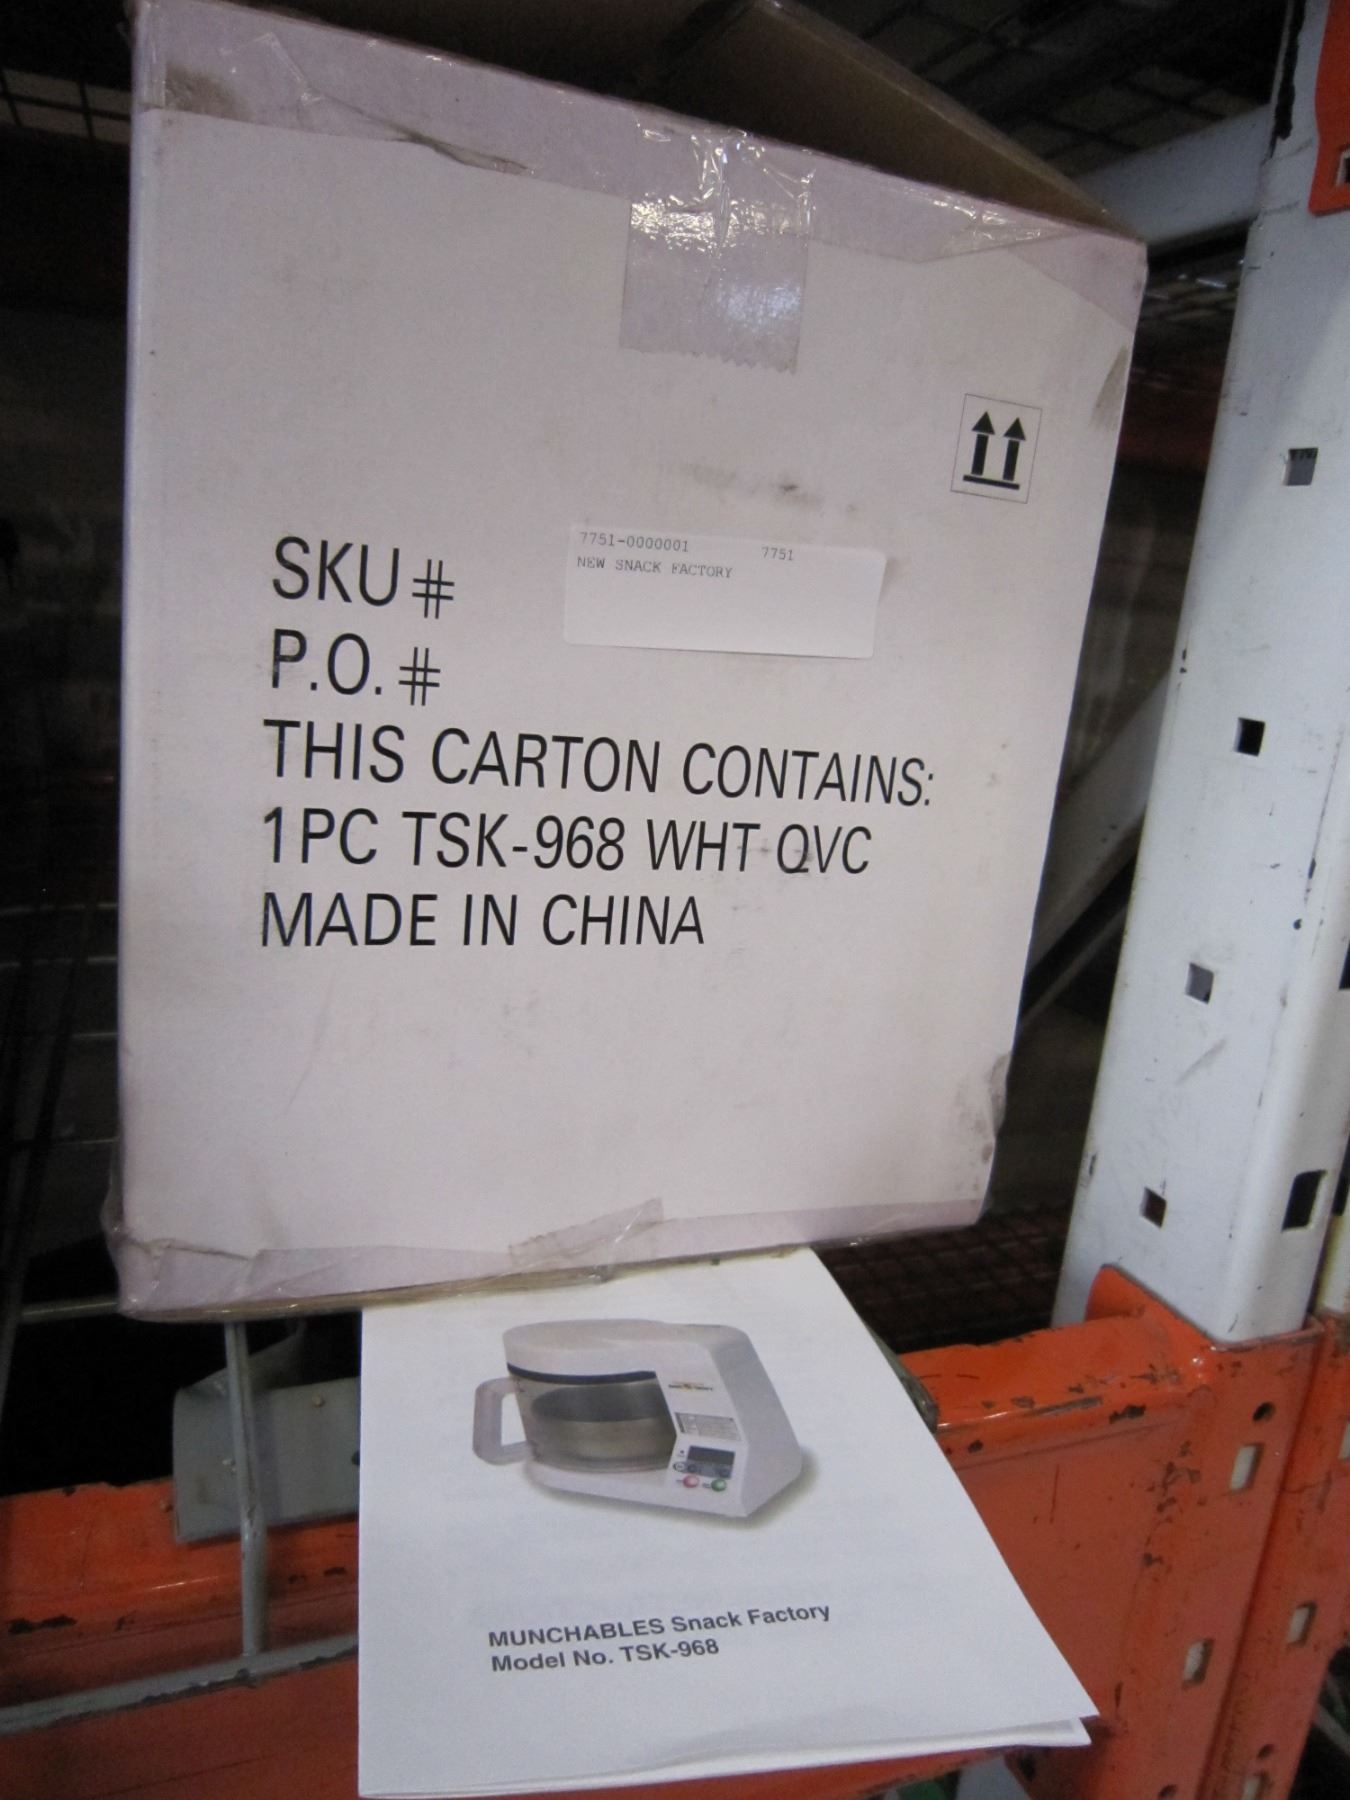 7751-0000001 7751
NEW SNACK FACTORY
SKU #
P.O. #
THIS CARTON CONTAINS:
1PC TSK-968 WHT QVC
MADE IN CHINA
MUNCHABLES Snack Factory
Model No. TSK-968